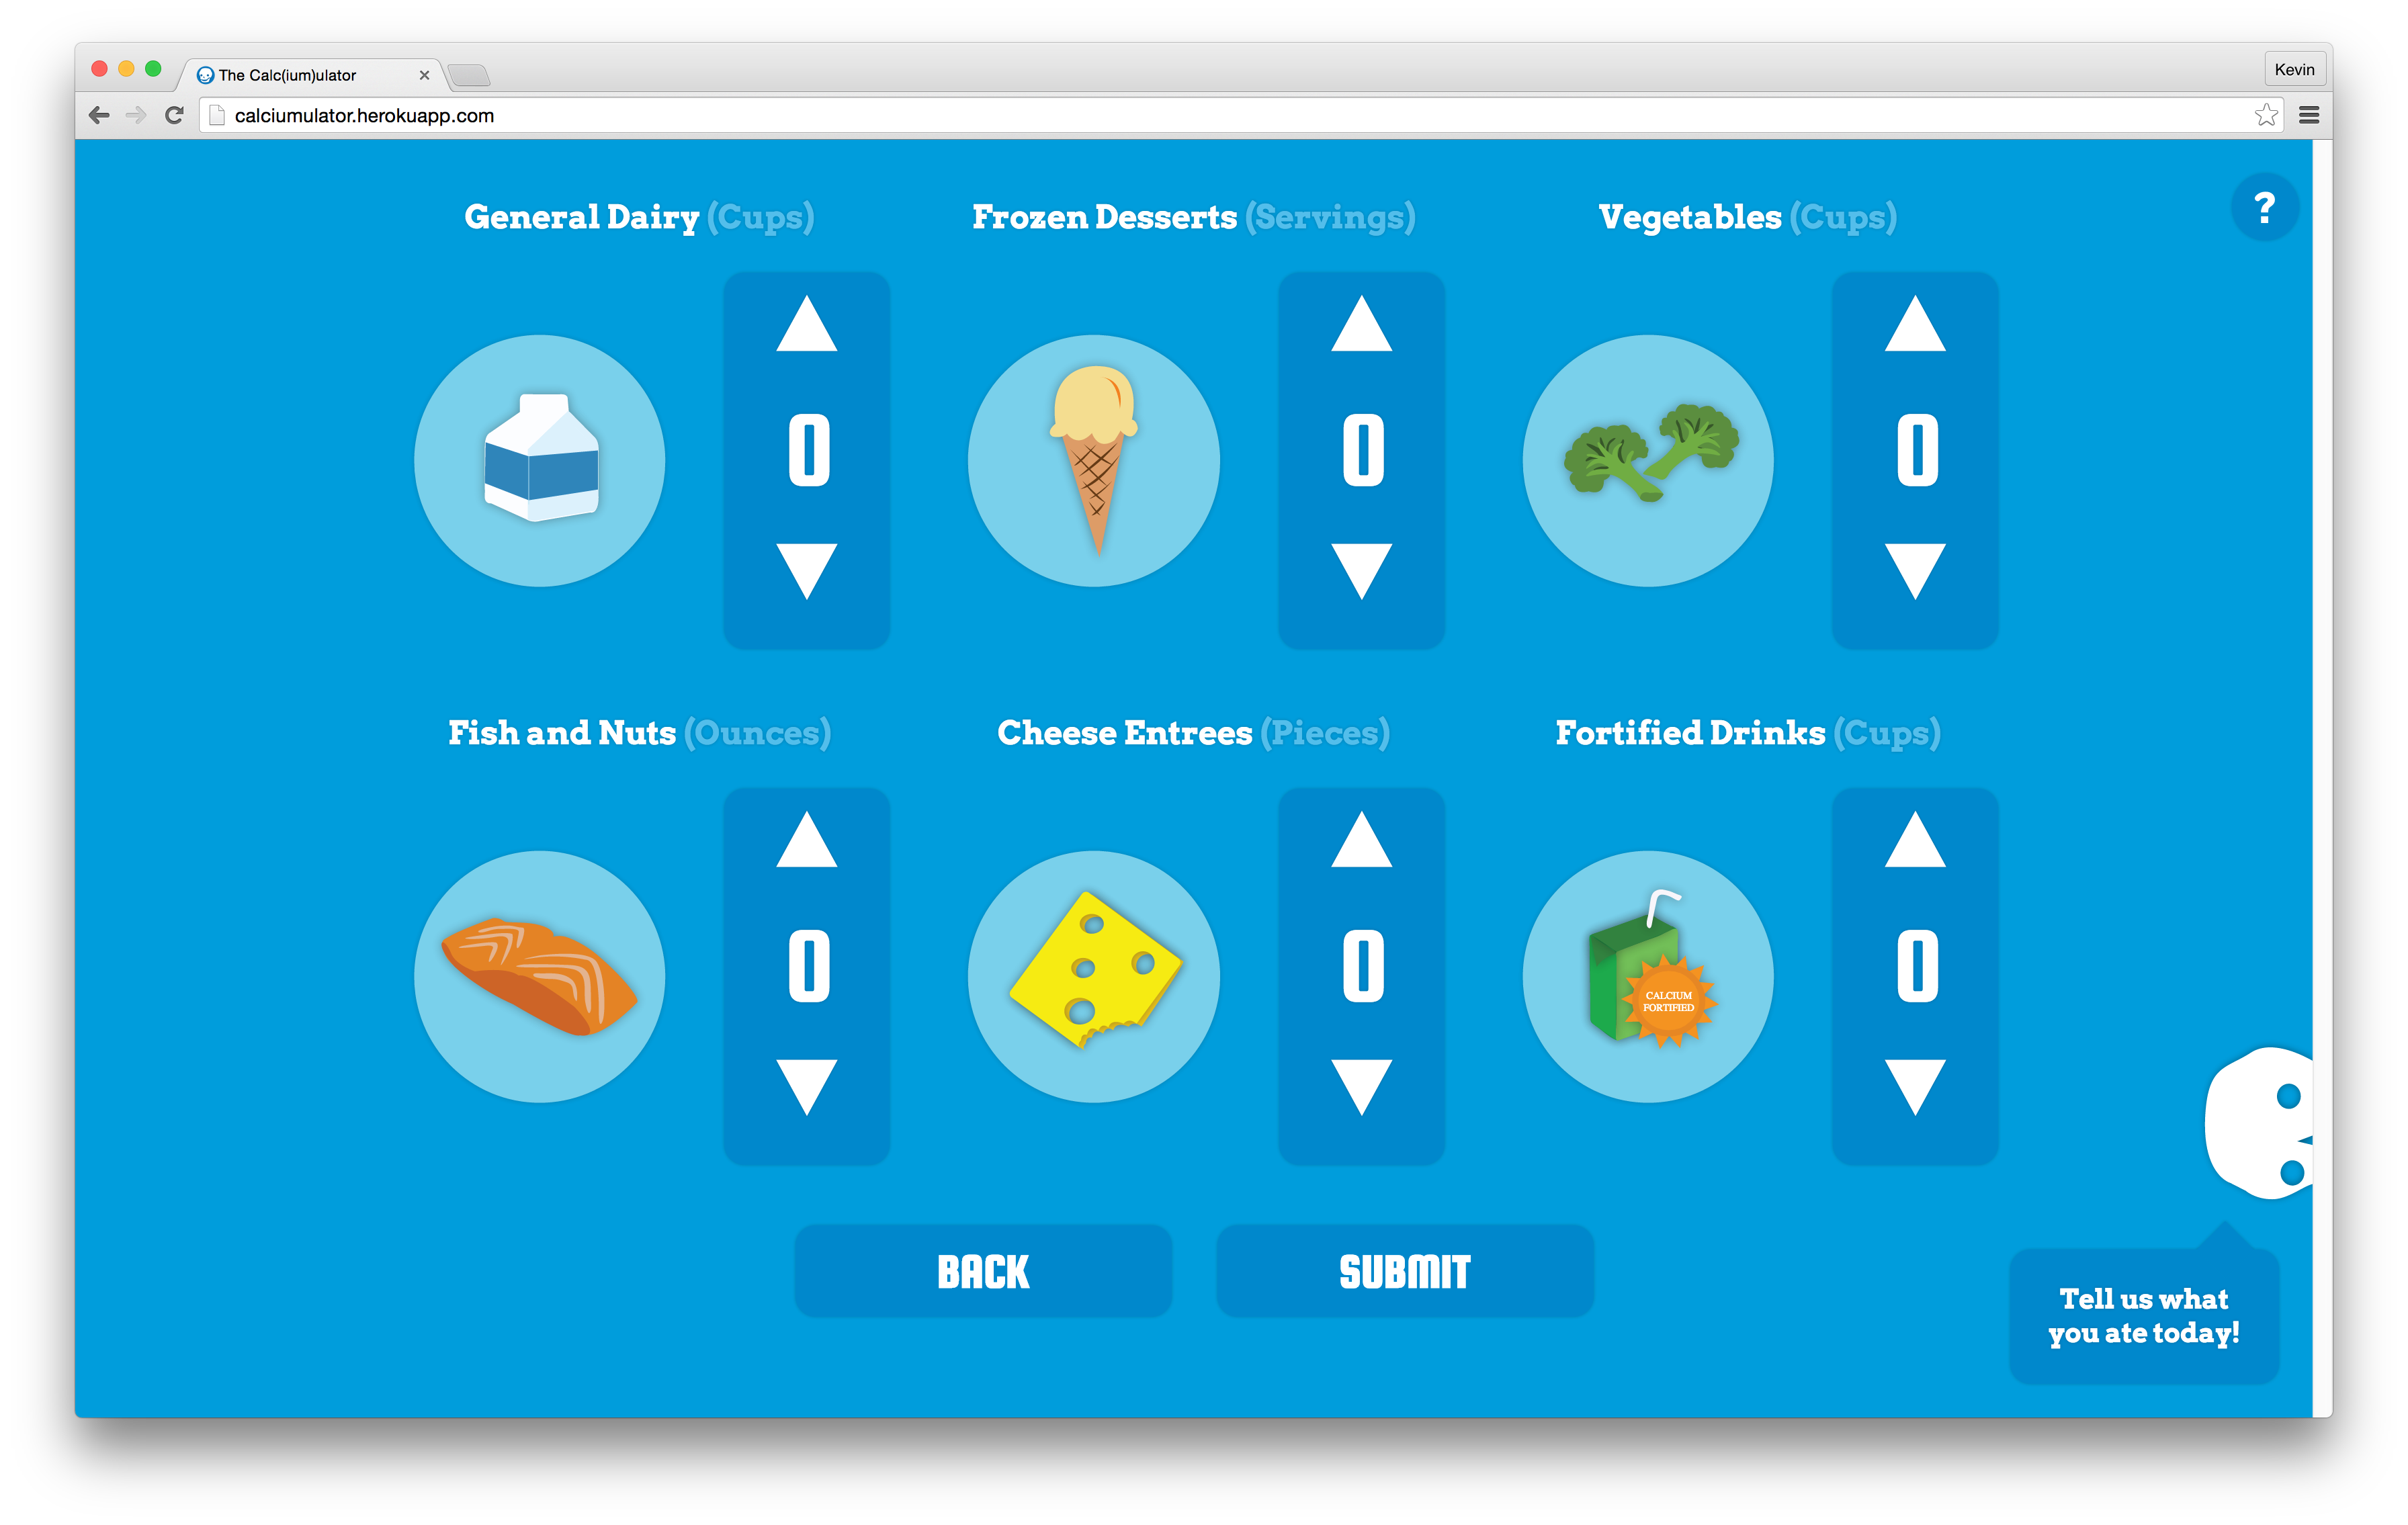 The Calc(ium)ulator
Kevin
calciumulator.herokuapp.com
?
General Dairy (Cups)
Frozen Desserts (Servings)
Vegetables (Cups)
0
0
0
Fish and Nuts (Ounces)
Cheese Entrees (Pieces)
Fortified Drinks (Cups)
0
0
CALCIUM
FORTIFIED
0
BACK
SUBMIT
Tell us what
you ate today!